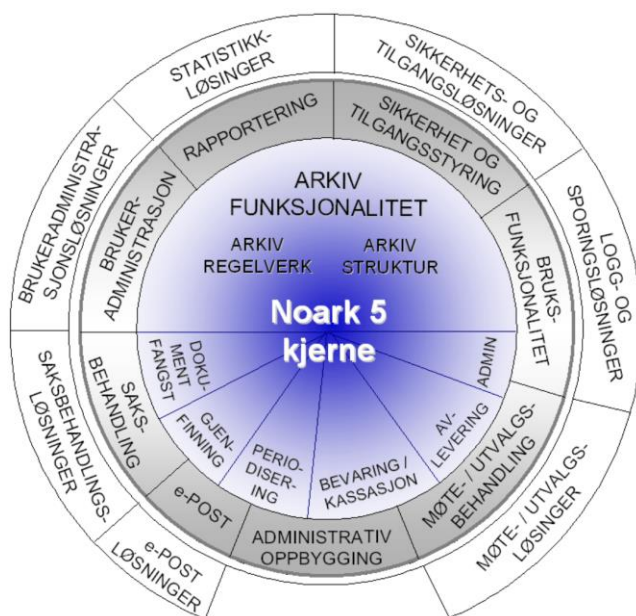 STATISTIKK-
LØSINGER
SIKKERHETS- OG
TILGANGSLØSNINGER
BRUKERADMINISTRA-
SJONSLØSNINGER
LOGG- OG
SPORINGSLØSNINGER
SAKSBEHANDLINGS-
LØSNINGER
e-POST
LØSNINGER
MØTE- / UTVALGS-
LØSINGER
RAPPORTERING
SIKKERHET OG
TILGANGSSTYRING
BRUKER-
ADMINISTRASJON
BRUKS-
FUNKSJONALITET
SAKS-
BEHANDLING
e-POST
ADMINISTRATIV
OPPBYGGING
MØTE- / UTVALGS-
BEHANDLING
ARKIV
FUNKSJONALITET
ARKIV
REGELVERK
ARKIV
STRUKTUR
Noark 5
kjerne
DOKU-
MENT
FANGST
GJEN-
FINNING
PERIO-
DISER-
ING
BEVARING /
KASSASJON
AV-
LEVERING
ADMIN